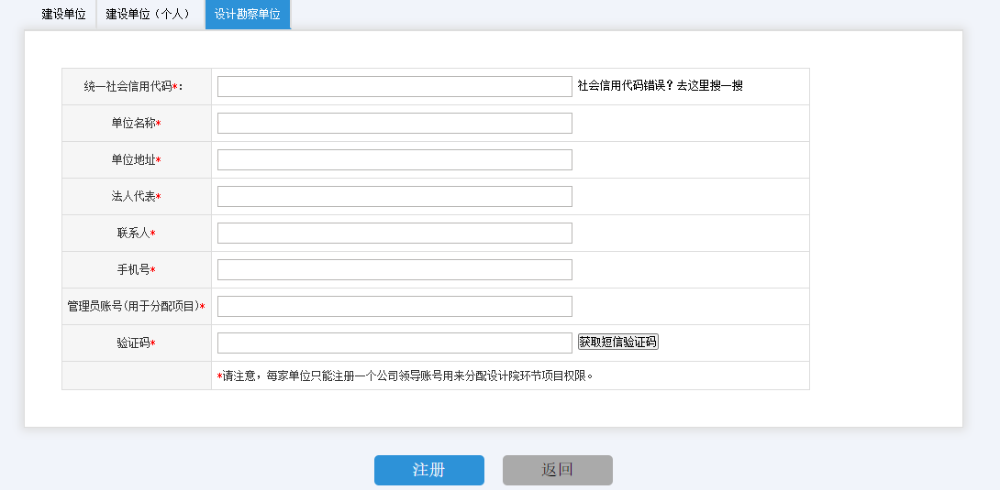 建设单位 建设单位（个人） 设计勘察单位
统一社会信用代码*: 社会信用代码错误？去这里搜一搜
单位名称*
单位地址*
法人代表*
联系人*
手机号*
管理员账号(用于分配项目)*
验证码* 获取短信验证码
*请注意，每家单位只能注册一个公司领导账号用来分配设计院环节项目权限。
注册 返回